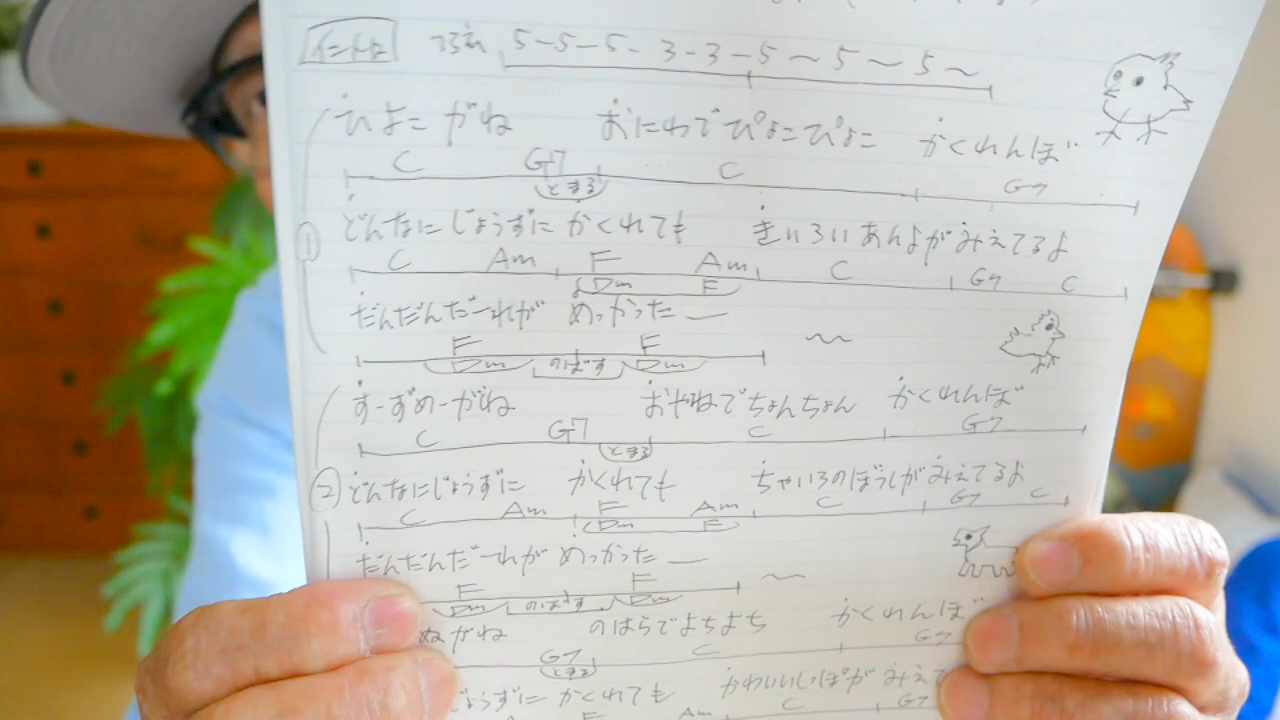 イントロ 5-5-5- 3-3-5～5～5～
ひよこ がね おにわでぴょこぴょこ かくれんぼ
C G7 C G7
とまる
① どんなにじょうずに かくれても きいろい あんよが みえてるよ
C Am F Am C G7 C
Dm F
だんだんだーれが めっかったー ～
F F
Dm のばす Dm
すーずめーがね おやねでちょんちょん かくれんぼ
C G7 C G7
とまる
② どんなにじょうずに かくれても ちゃいろのぼうしが みえてるよ
C Am F Am C G7 C
Dm F
だんだんだーれが めっかったー ～
F F
Dm のばす Dm
ぬがね のはらでよちよち かくれんぼ
G7 C G7
とまる
じょうずに かくれても かわいいしっぽが みえて
Am F Am C G7